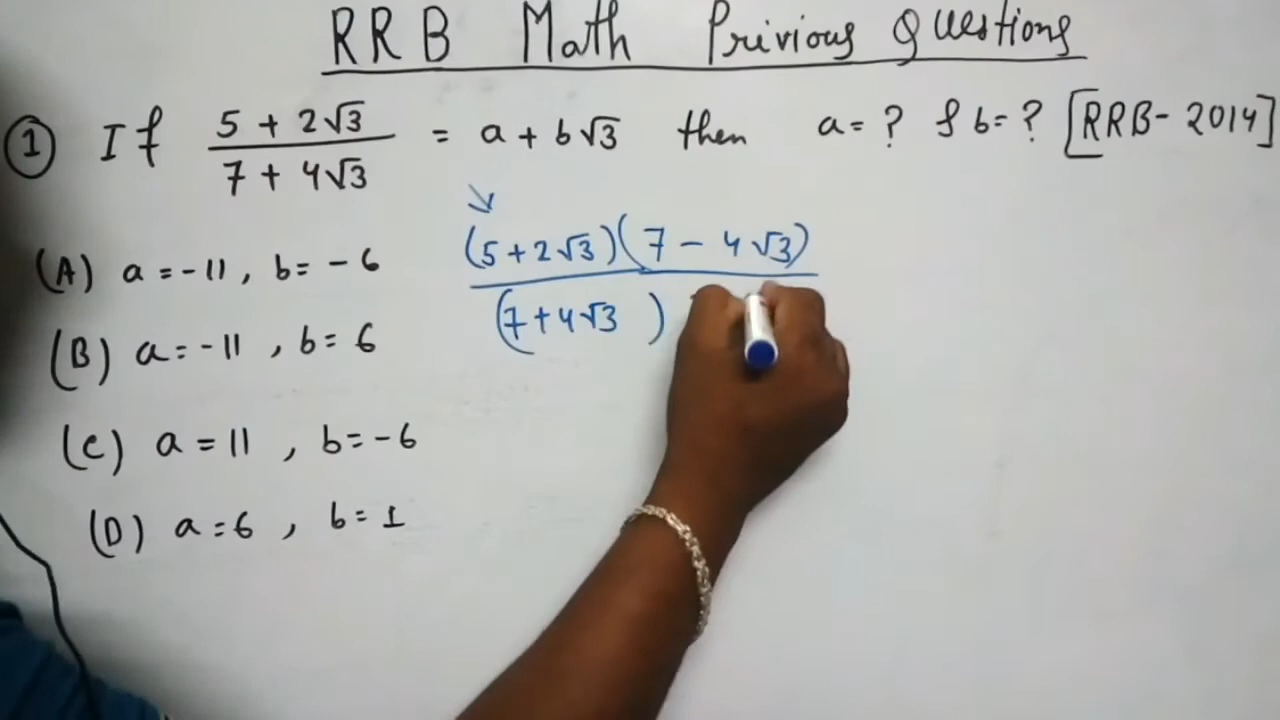 RRB Math Privious Questions
① If (5 + 2√3)/(7 + 4√3) = a + b√3 then a = ? & b = ? [RRB- 2014]
(A) a = -11, b = -6
(B) a = -11, b = 6
(C) a = 11, b = -6
(D) a = 6, b = 1
(5+2√3)(7 - 4√3)
(7+4√3)